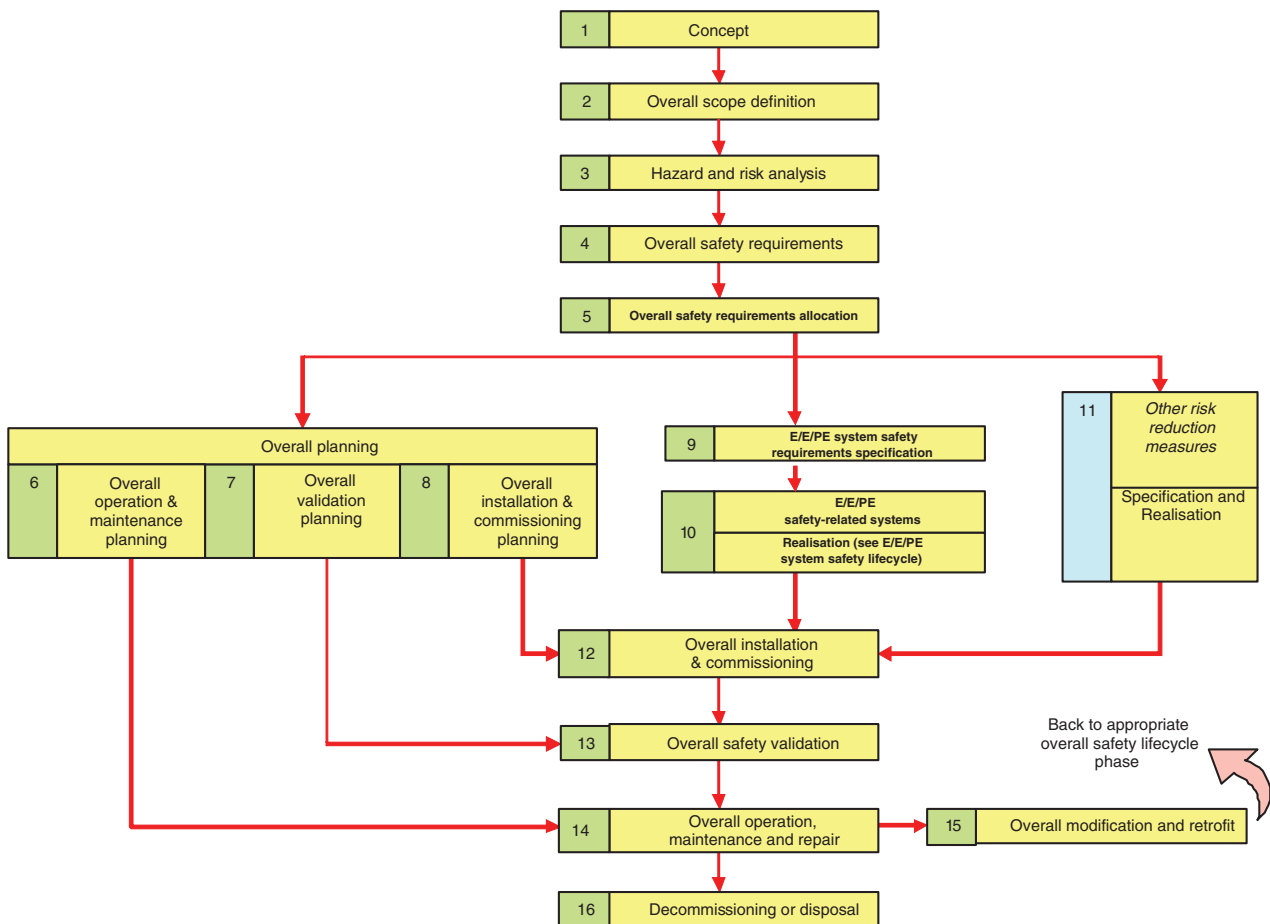 1
Concept
2
Overall scope definition
3
Hazard and risk analysis
4
Overall safety requirements
5
Overall safety requirements allocation
Overall planning
6
Overall
operation &
maintenance
planning
7
Overall
validation
planning
8
Overall
installation &
commissioning
planning
9
E/E/PE system safety
requirements specification
10
E/E/PE
safety-related systems
Realisation (see E/E/PE
system safety lifecycle)
11
Other risk
reduction
measures
Specification and
Realisation
12
Overall installation
& commissioning
13
Overall safety validation
Back to appropriate
overall safety lifecycle
phase
14
Overall operation,
maintenance and repair
15
Overall modification and retrofit
16
Decommissioning or disposal